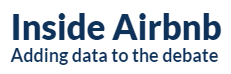 Inside Airbnb
Adding data to the debate